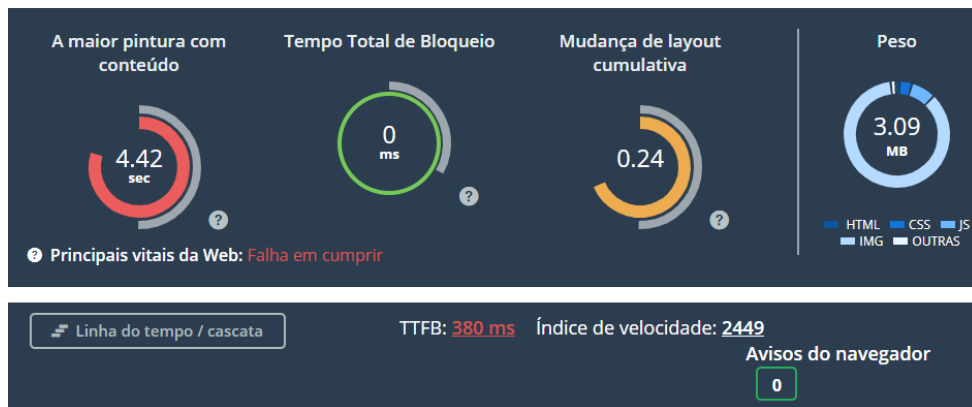 A maior pintura com
conteúdo
4.42
sec
?
Tempo Total de Bloqueio
0
ms
?
Mudança de layout
cumulativa
0.24
?
Peso
3.09
MB
HTML CSS JS
IMG OUTRAS
? Principais vitais da Web: Falha em cumprir
Linha do tempo / cascata
TTFB: 380 ms Índice de velocidade: 2449
Avisos do navegador
0